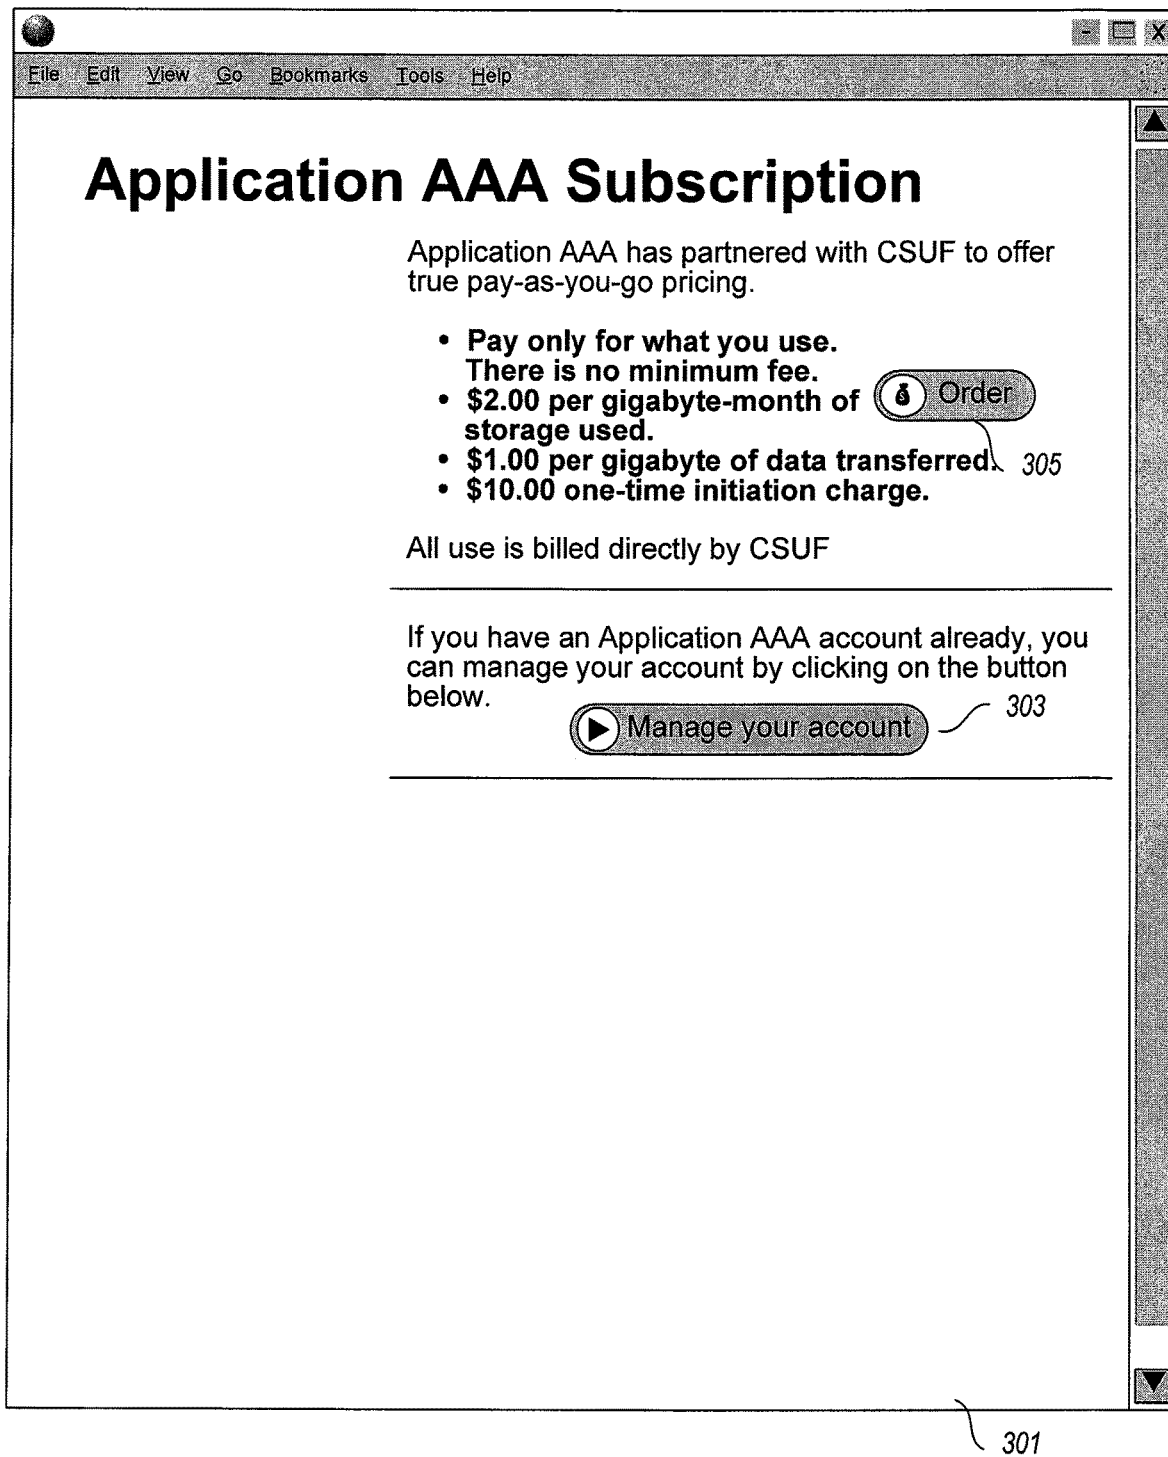 - X
File Edit View Go Bookmarks Tools Help
Application AAA Subscription
Application AAA has partnered with CSUF to offer
true pay-as-you-go pricing.
• Pay only for what you use.
There is no minimum fee.
• $2.00 per gigabyte-month of
storage used.
Order
• $1.00 per gigabyte of data transferred.
305
• $10.00 one-time initiation charge.
All use is billed directly by CSUF
If you have an Application AAA account already, you
can manage your account by clicking on the button
below.
Manage your account
303
301